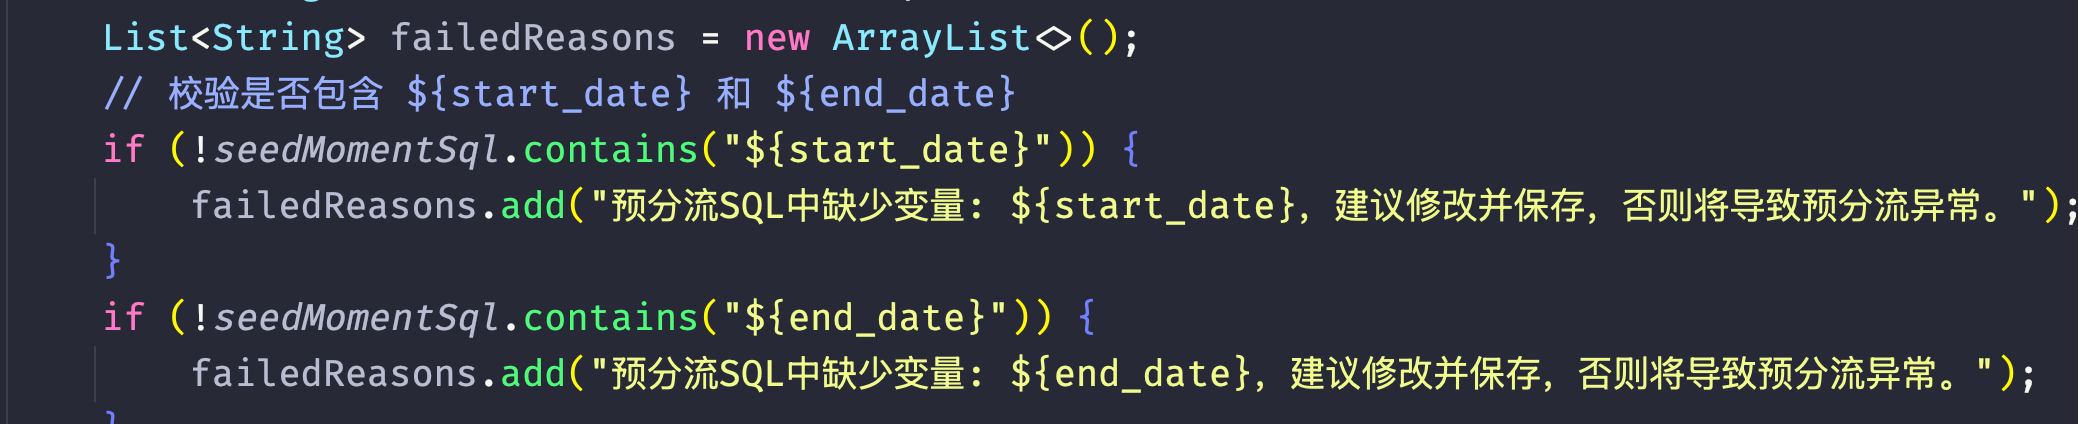 List<String> failedReasons = new ArrayList<>();
// 校验是否包含 ${start_date} 和 ${end_date}
if (!seedMomentSql.contains("${start_date}")) {
failedReasons.add("预分流SQL中缺少变量: ${start_date}, 建议修改并保存, 否则将导致预分流异常。");
}
if (!seedMomentSql.contains("${end_date}")) {
failedReasons.add("预分流SQL中缺少变量: ${end_date}, 建议修改并保存, 否则将导致预分流异常。");
}